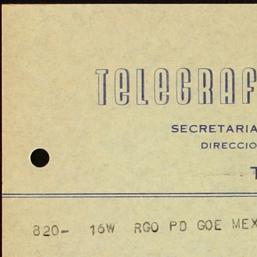 TELEGRAF
SECRETARIA
DIRECCIO
T
820- 16W RGO PD GOE MEX